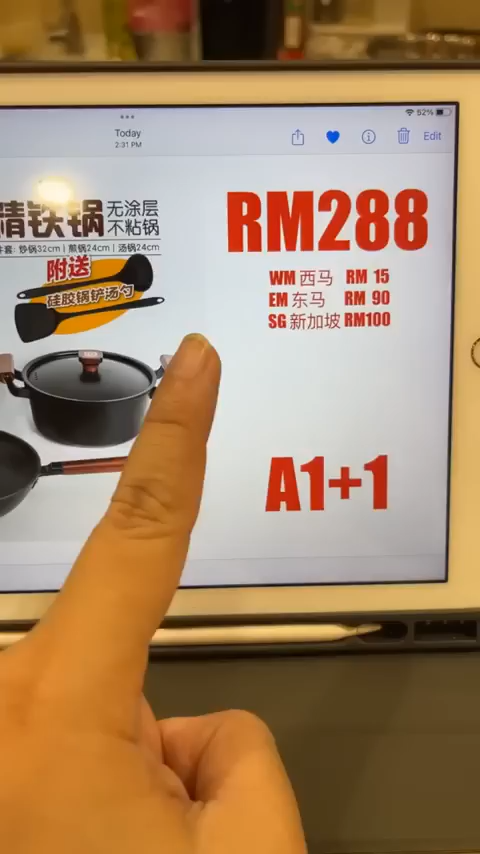 52%
Today
2:31 PM
Edit
精铁锅 无涂层
不粘锅
件套: 炒锅32cm | 煎锅24cm | 汤锅24cm
附送
硅胶锅铲汤勺
RM288
WM 西马 RM 15
EM 东马 RM 90
SG 新加坡 RM100
A1+1